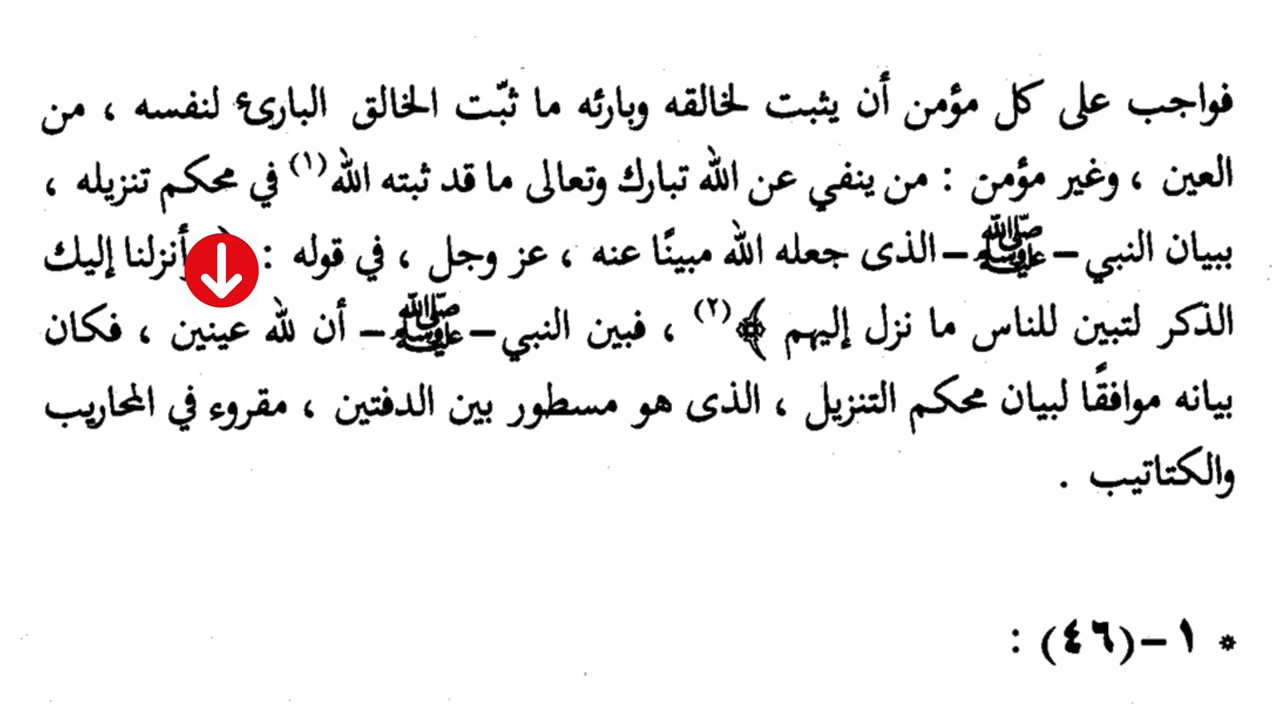 فواجب على كل مؤمن أن يثبت لخالقه وبارئه ما ثبّت الخالق البارئ لنفسه ، من
العين ، وغير مؤمن : من ينفي عن الله تبارك وتعالى ما قد ثبته الله (١) في محكم تنزيله ،
ببيان النبي – ﷺ – الذى جعله الله مبينًا عنه ، عز وجل ، في قوله : أنزلنا إليك
الذكر لتبين للناس ما نزل إليهم ﴾ (٢) ، فبين النبي – ﷺ – أن لله عينين ، فكان
بيانه موافقًا لبيان محكم التنزيل ، الذى هو مسطور بين الدفتين ، مقروء في المحاريب
والكتاتيب .
* ١ – (٤٦) :